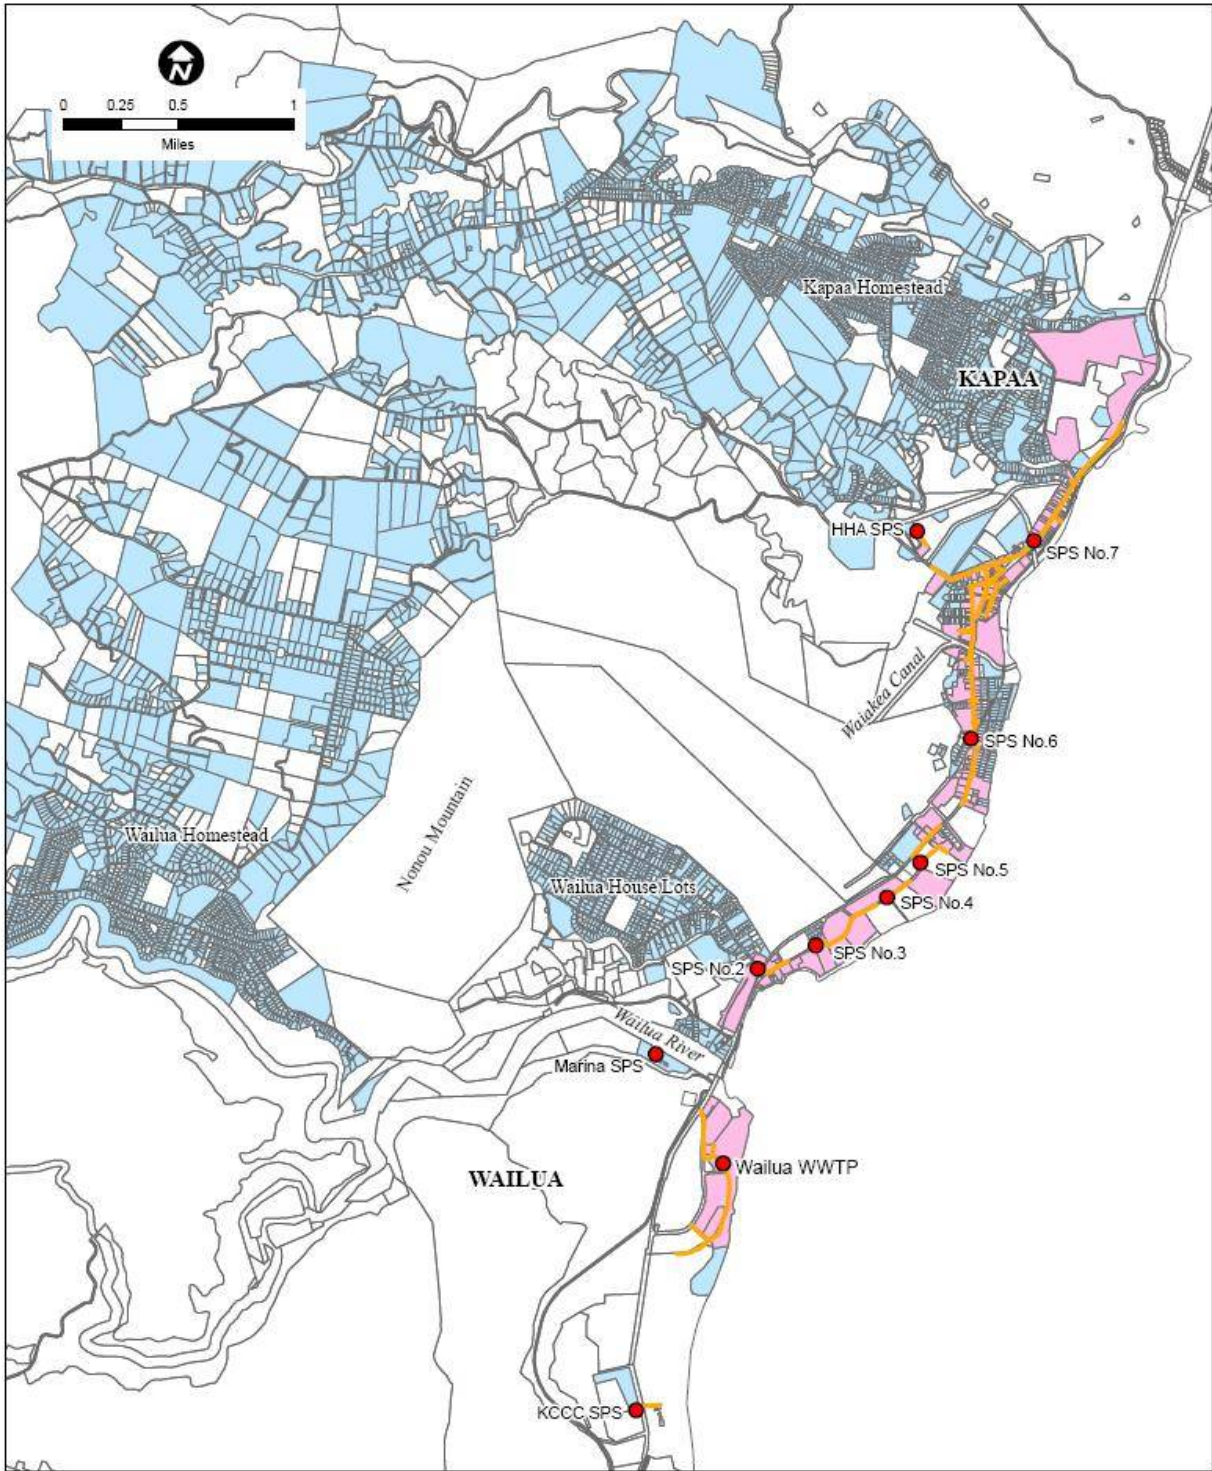 N
0 0.25 0.5 1
Miles
Kapaa Homestead
KAPAA
HHA SPS
SPS No.7
Waiakea Canal
SPS No.6
Nonou Mountain
Wailua Homestead
Wailua House Lots
SPS No.5
SPS No.4
SPS No.3
SPS No.2
Wailua River
Marina SPS
Wailua WWTP
WAILUA
KCCC SPS